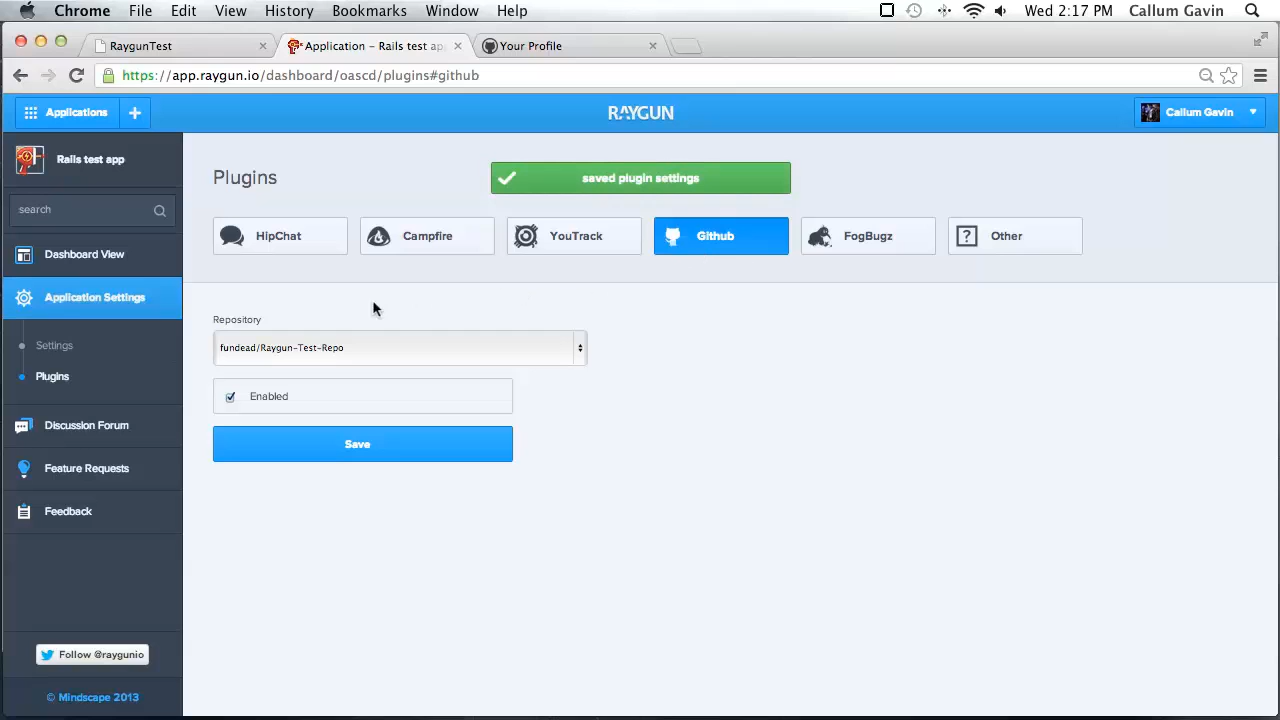 Chrome File Edit View History Bookmarks Window Help Wed 2:17 PM Callum Gavin
RaygunTest Application – Rails test ap Your Profile
https://app.raygun.io/dashboard/oascd/plugins#github
Applications RAYGUN Callum Gavin
Rails test app
search
Dashboard View
Application Settings
Settings
Plugins
Discussion Forum
Feature Requests
Feedback
Follow @raygunio
© Mindscape 2013
Plugins
saved plugin settings
HipChat Campfire YouTrack Github FogBugz Other
Repository
fundead/Raygun-Test-Repo
Enabled
Save